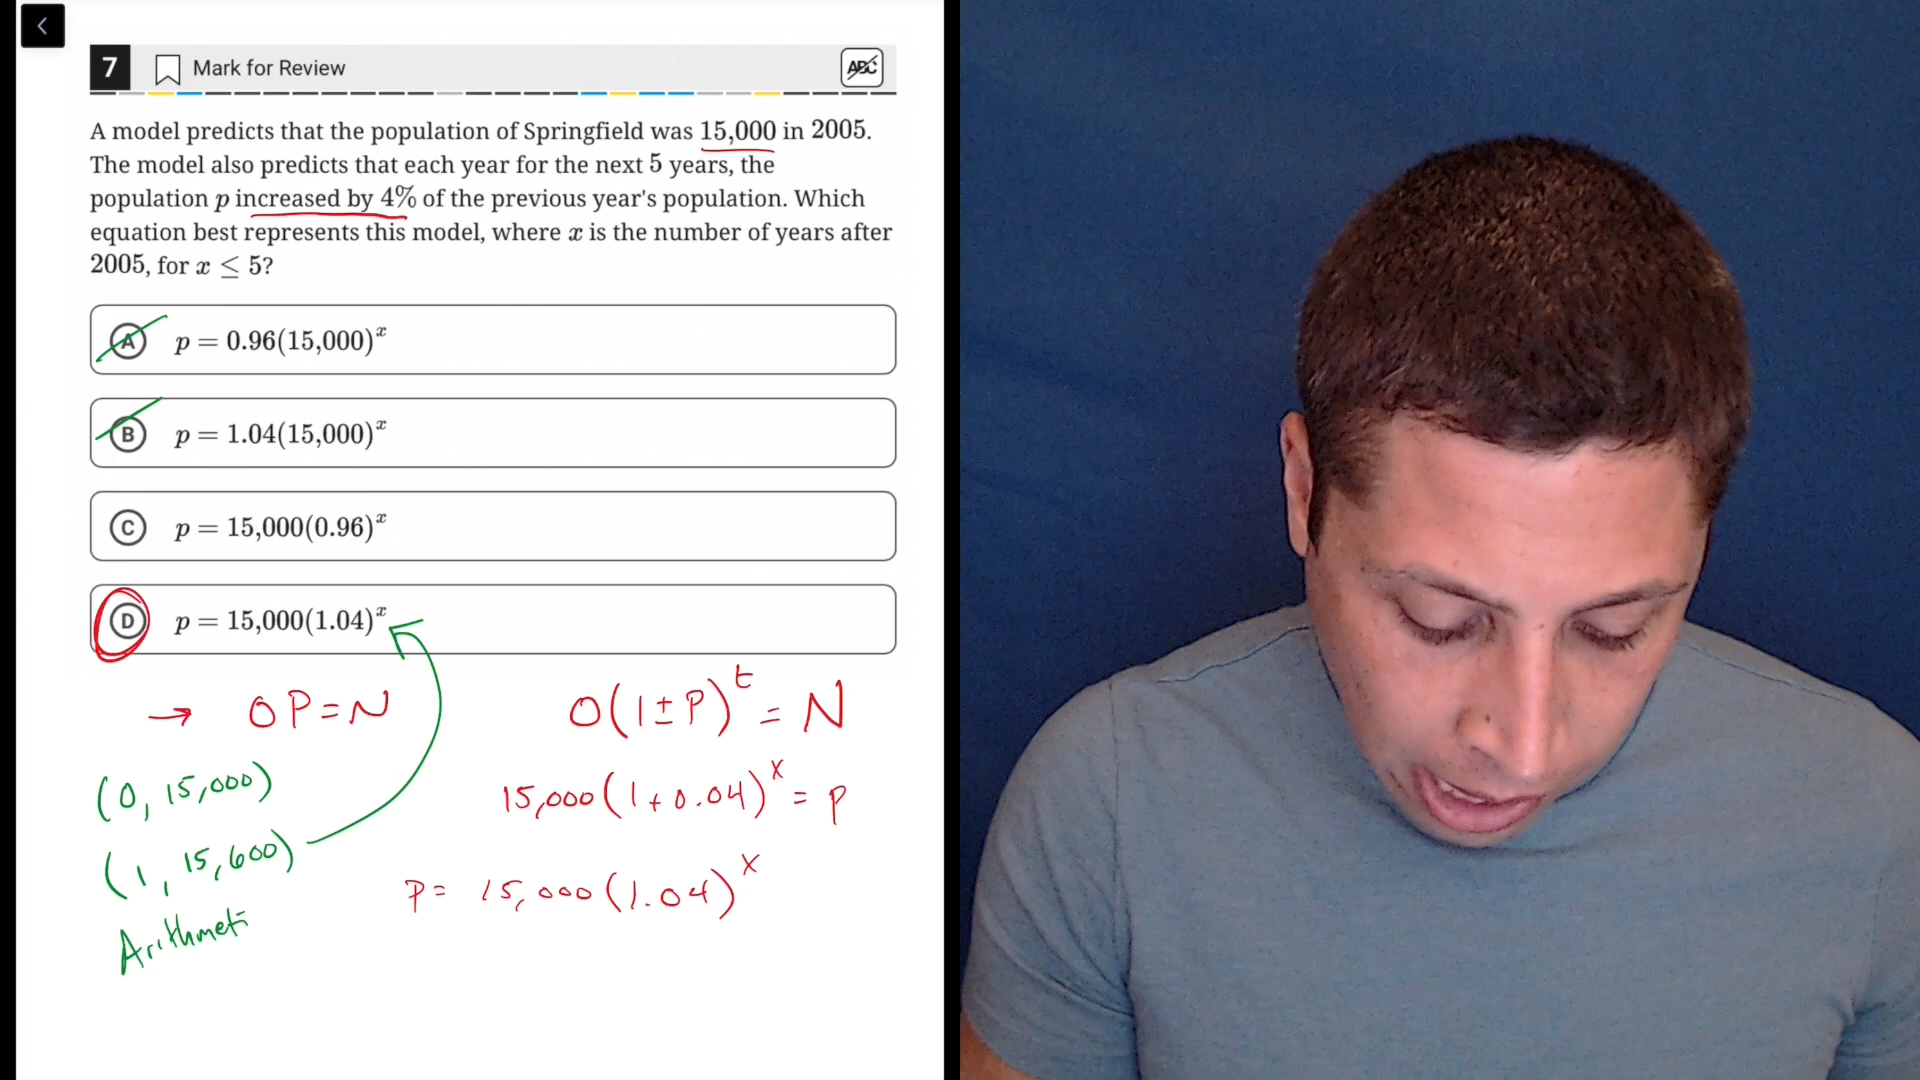 7 Mark for Review ABC
A model predicts that the population of Springfield was 15,000 in 2005.
The model also predicts that each year for the next 5 years, the
population p increased by 4% of the previous year's population. Which
equation best represents this model, where x is the number of years after
2005, for x ≤ 5?
A p = 0.96(15,000)^x
B p = 1.04(15,000)^x
C p = 15,000(0.96)^x
D p = 15,000(1.04)^x
→ OP=N
O(1±P)^t = N
(0, 15,000)
15,000(1+0.04)^x = p
(1, 15,600)
P= 15,000(1.04)^x
Arithmeti